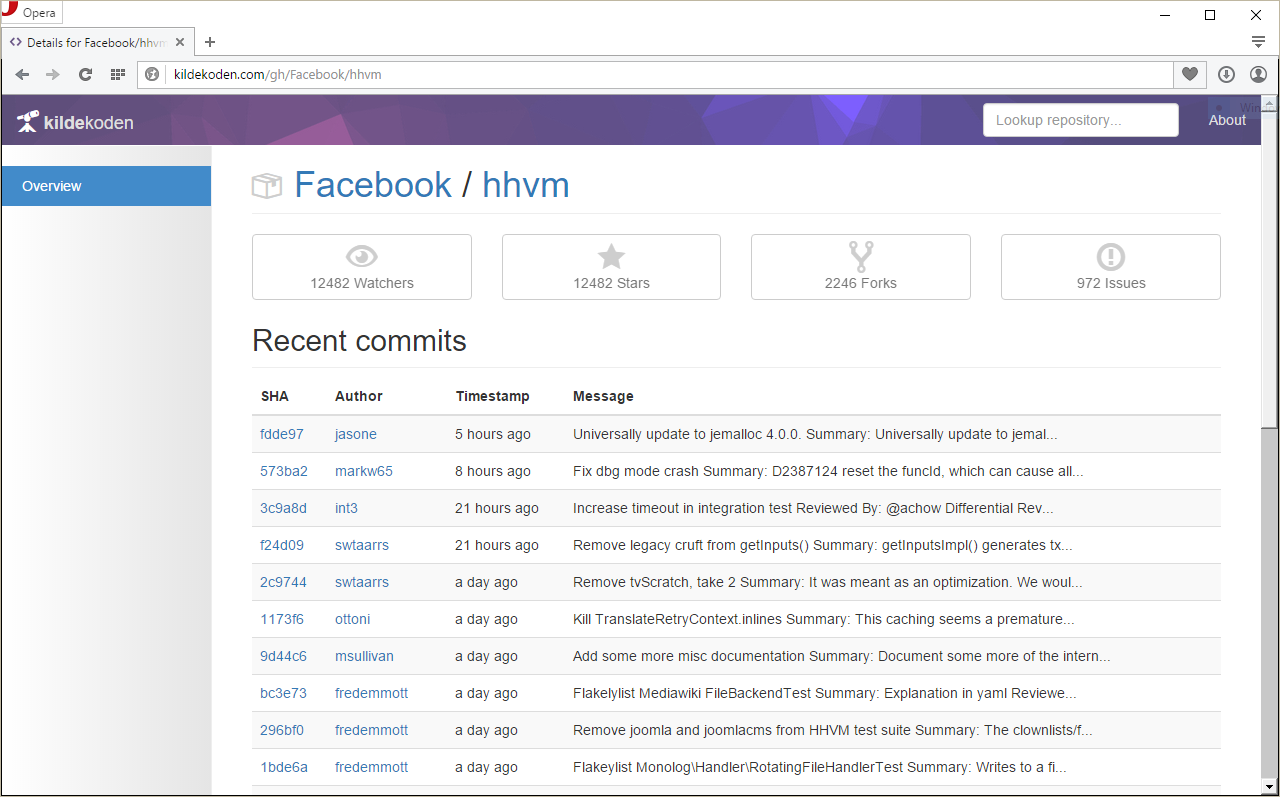 Opera
Details for Facebook/hhvm
kildekoden.com/gh/Facebook/hhvm
kildekoden
Lookup repository...
About
Overview
Facebook / hhvm
12482 Watchers
12482 Stars
2246 Forks
972 Issues
Recent commits
SHA Author Timestamp Message
fdde97 jasone 5 hours ago Universally update to jemalloc 4.0.0. Summary: Universally update to jemal...
573ba2 markw65 8 hours ago Fix dbg mode crash Summary: D2387124 reset the funcId, which can cause all...
3c9a8d int3 21 hours ago Increase timeout in integration test Reviewed By: @achow Differential Rev...
f24d09 swtaarrs 21 hours ago Remove legacy cruft from getInputs() Summary: getInputsImpl() generates tx...
2c9744 swtaarrs a day ago Remove tvScratch, take 2 Summary: It was meant as an optimization. We woul...
1173f6 ottoni a day ago Kill TranslateRetryContext.inlines Summary: This caching seems a premature...
9d44c6 msullivan a day ago Add some more misc documentation Summary: Document some more of the intern...
bc3e73 fredemmott a day ago Flakelylist Mediawiki FileBackendTest Summary: Explanation in yaml Reviewe...
296bf0 fredemmott a day ago Remove joomla and joomlacms from HHVM test suite Summary: The clownlists/f...
1bde6a fredemmott a day ago Flakeylist Monolog\Handler\RotatingFileHandlerTest Summary: Writes to a fi...